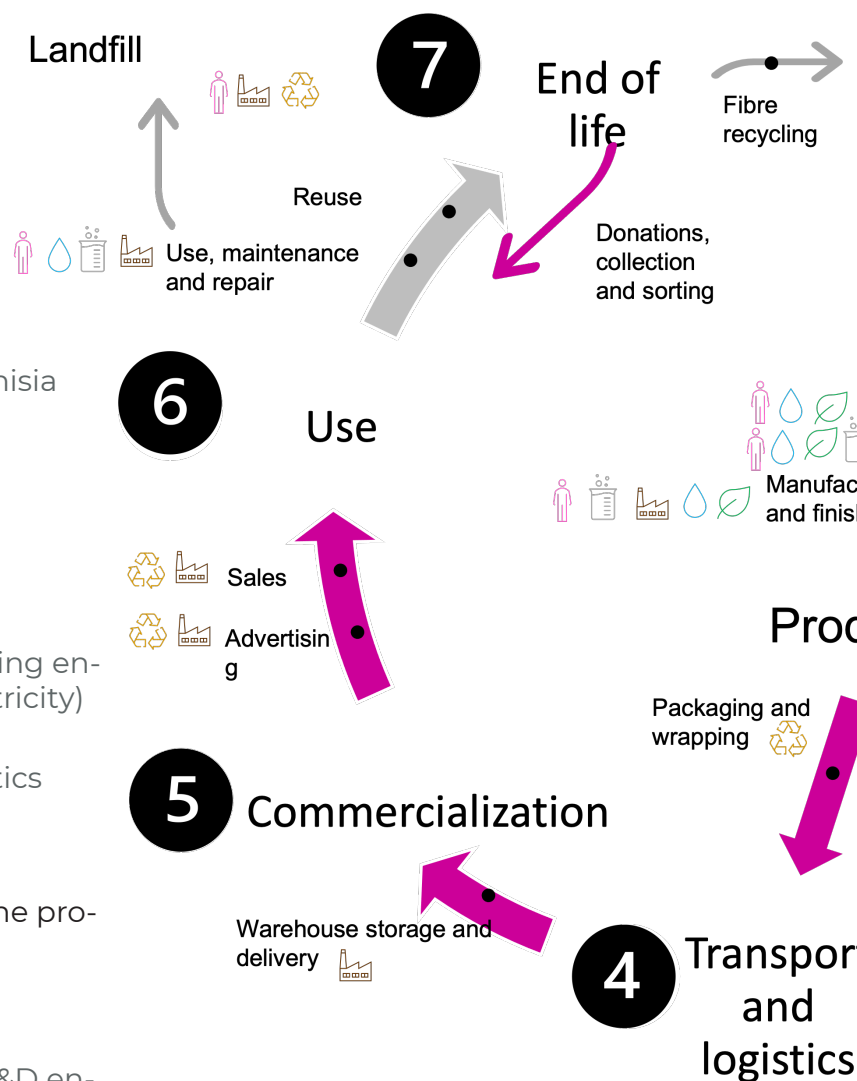 Landfill
7
End of
life
Fibre
recycling
Reuse
Use, maintenance
and repair
Donations,
collection
and sorting
nisia
6
Use
Manufac
and finish
Sales
Advertisin
g
Proc
ing en-
tricity)
Packaging and
wrapping
tics
5
Commercialization
ne pro-
Warehouse storage and
delivery
4
Transport
and
logistics
&D en-